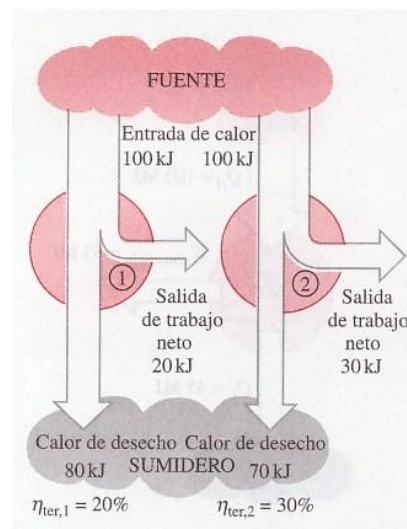 FUENTE
Entrada de calor
100 kJ 100 kJ
1 2
Salida de trabajo neto 20 kJ
Salida de trabajo neto 30 kJ
Calor de desecho Calor de desecho
80 kJ SUMIDERO 70 kJ
ηter,1 = 20% ηter,2 = 30%